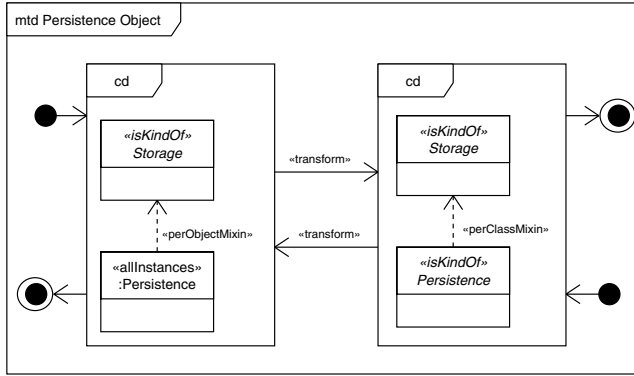 mtd Persistence Object
cd
«isKindOf»
Storage
«perObjectMixin»
«allInstances»
:Persistence
«transform»
«transform»
cd
«isKindOf»
Storage
«perClassMixin»
«isKindOf»
Persistence